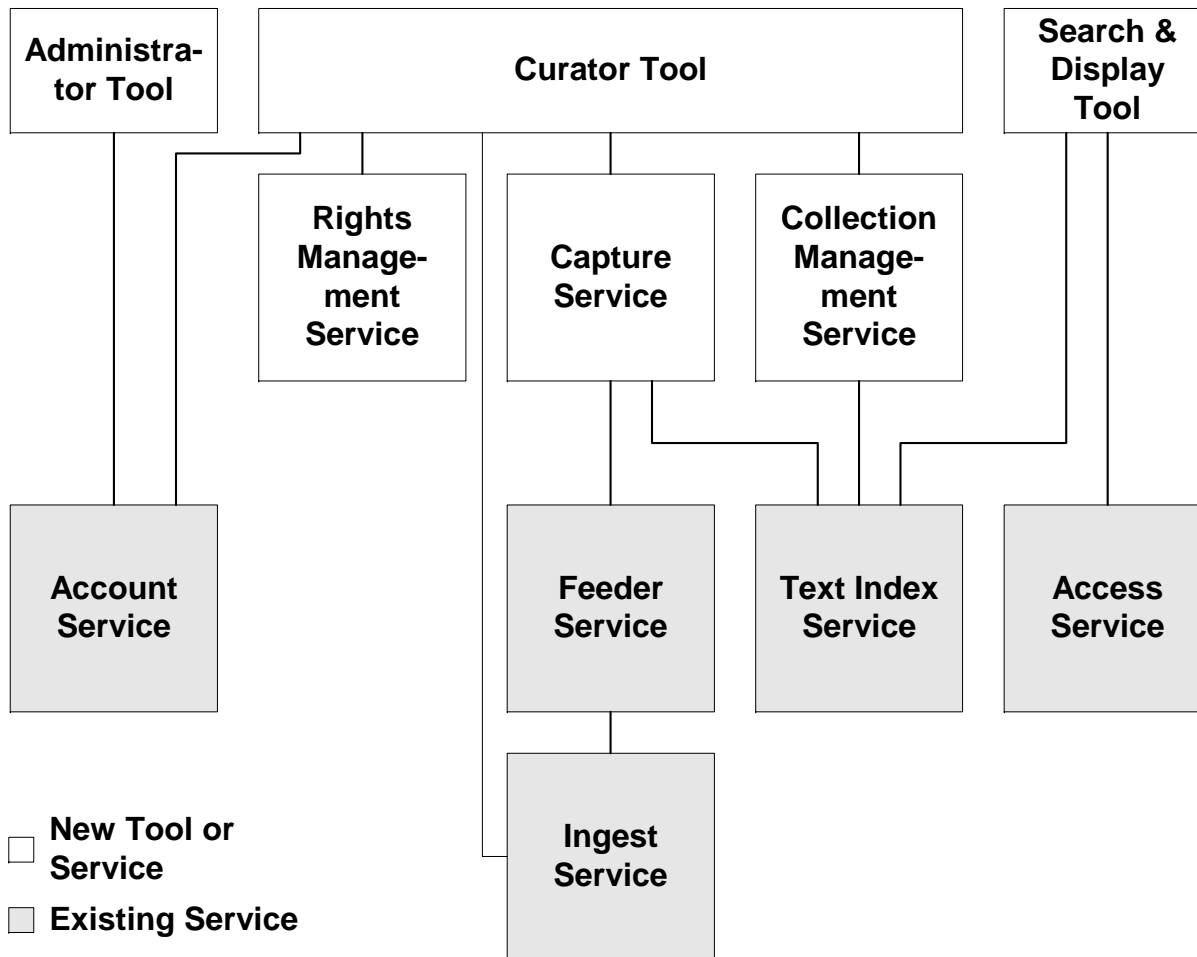 Administra-
tor Tool
Curator Tool
Search &
Display
Tool
Rights
Manage-
ment
Service
Capture
Service
Collection
Manage-
ment
Service
Account
Service
Feeder
Service
Text Index
Service
Access
Service
Ingest
Service
New Tool or
Service
Existing Service